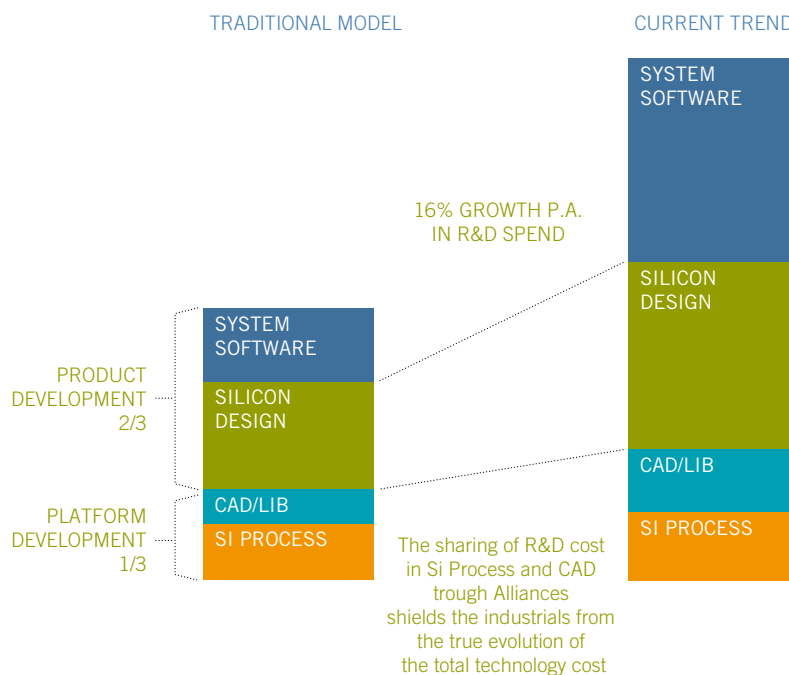 TRADITIONAL MODEL
CURRENT TREND
SYSTEM
SOFTWARE
16% GROWTH P.A.
IN R&D SPEND
SILICON
DESIGN
SYSTEM
SOFTWARE
PRODUCT
DEVELOPMENT
2/3
SILICON
DESIGN
CAD/LIB
CAD/LIB
PLATFORM
DEVELOPMENT
1/3
SI PROCESS
SI PROCESS
The sharing of R&D cost
in Si Process and CAD
trough Alliances
shields the industrials from
the true evolution of
the total technology cost